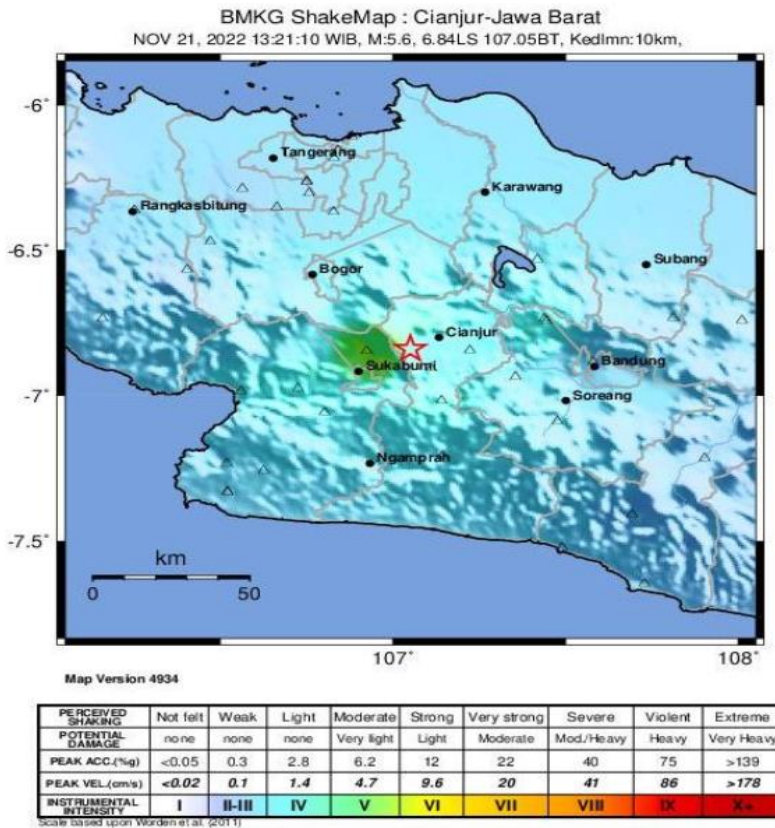 BMKG ShakeMap : Cianjur-Jawa Barat
NOV 21, 2022 13:21:10 WIB, M:5.6, 6.84LS 107.05BT, Kedlmn:10km,
-6°
Tangerang
Karawang
Rangkasbitung
-6.5°
Subang
Bogor
Cianjur
Bandung
Sukabumi
-7°
Soreang
Ngamprah
-7.5°
km
0 50
107° 108°
Map Version 4934
PERCEIVED SHAKING Not felt Weak Light Moderate Strong Very strong Severe Violent Extreme
POTENTIAL DAMAGE none none none Very light Light Moderate Mod./Heavy Heavy Very Heavy
PEAK ACC.(%g) <0.05 0.3 2.8 6.2 12 22 40 75 >139
PEAK VEL.(cm/s) <0.02 0.1 1.4 4.7 9.6 20 41 86 >178
INSTRUMENTAL INTENSITY I II-III IV V VI VII VIII IX X+
Scale based upon Worden et al. (2011)